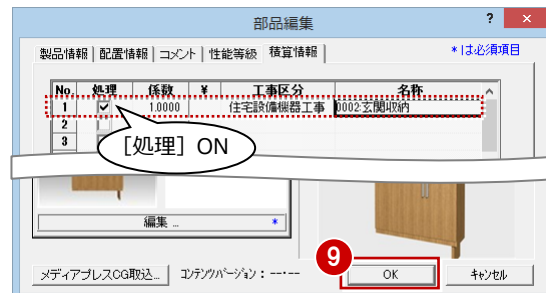 部品編集
? ×
製品情報 配置情報 コメント 性能等級 積算情報 *は必須項目
No. 処理 係数 ¥ 工事区分 名称
1 1.0000 住宅設備機器工事 0002:玄関収納
2
3
[処理] ON
編集 ... *
9
メディアプレスCG取込... コンテンツバージョン：--.-- OK キャンセル